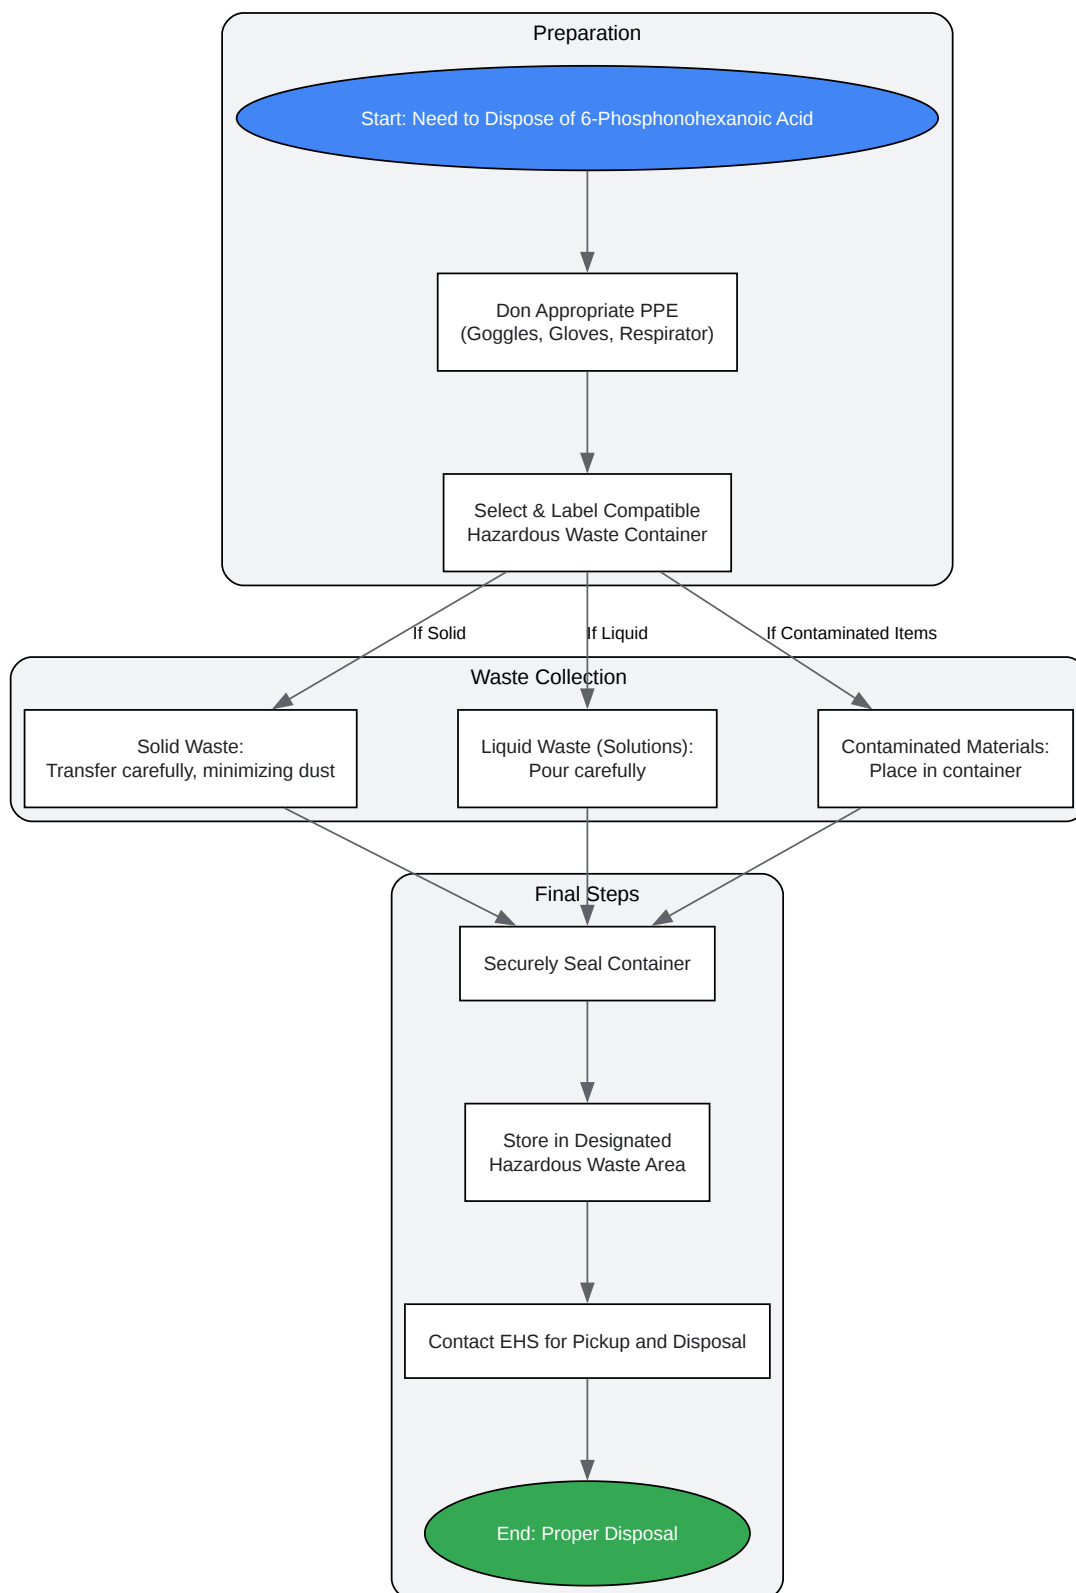 Preparation
Start: Need to Dispose of 6-Phosphonohexanoic Acid
Don Appropriate PPE
(Goggles, Gloves, Respirator)
Select & Label Compatible
Hazardous Waste Container
If Solid
If Liquid
If Contaminated Items
Waste Collection
Solid Waste:
Transfer carefully, minimizing dust
Liquid Waste (Solutions):
Pour carefully
Contaminated Materials:
Place in container
Final Steps
Securely Seal Container
Store in Designated
Hazardous Waste Area
Contact EHS for Pickup and Disposal
End: Proper Disposal